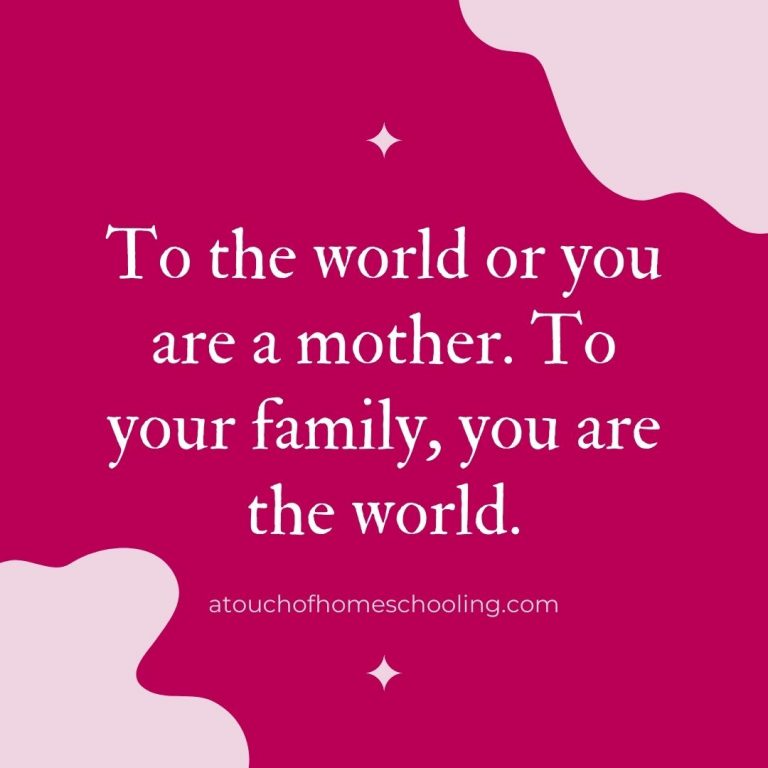 To the world or you
are a mother. To
your family, you are
the world.
atouchofhomeschooling.com